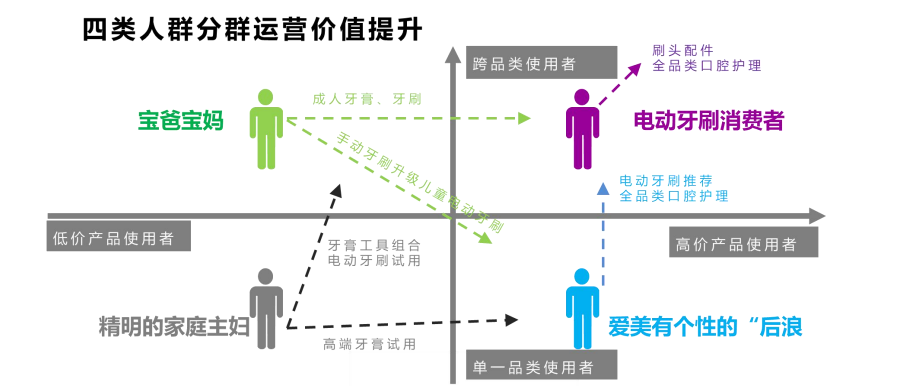 四类人群分群运营价值提升
跨品类使用者
刷头配件
全品类口腔护理
宝爸宝妈
成人牙膏、牙刷
电动牙刷消费者
手动牙刷升级儿童电动牙刷
电动牙刷推荐
全品类口腔护理
低价产品使用者
高价产品使用者
牙膏工具组合
电动牙刷试用
精明的家庭主妇
爱美有个性的“后浪
高端牙膏试用
单一品类使用者